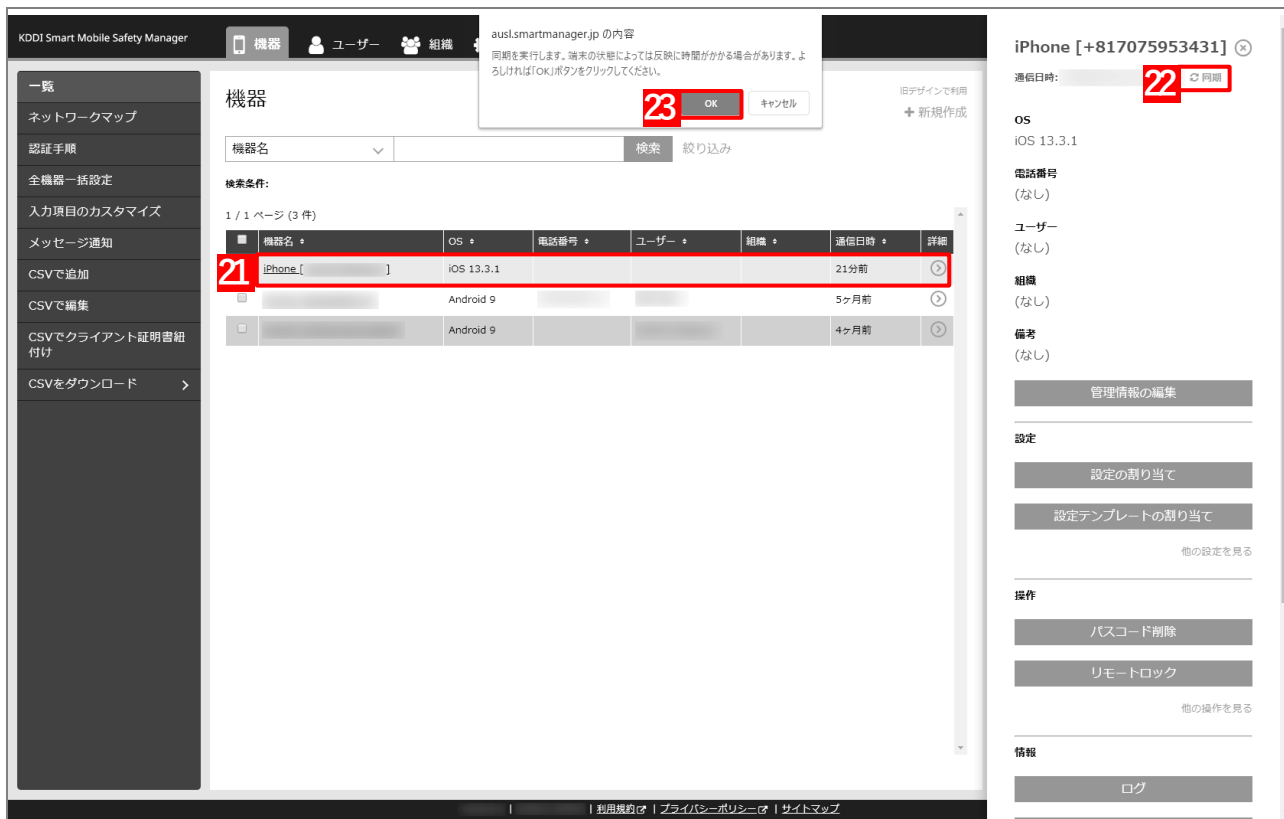 KDDI Smart Mobile Safety Manager
機器
ユーザー
組織
ausl.smartmanager.jp の内容
同期を実行します。端末の状態によっては反映に時間がかかる場合があります。よ
ろしければ「OK」ボタンをクリックしてください。
23
OK
キャンセル
一覧
ネットワークマップ
認証手順
全機器一括設定
入力項目のカスタマイズ
メッセージ通知
CSVで追加
CSVで編集
CSVでクライアント証明書紐
付け
CSVをダウンロード
機器
旧デザインで利用
+ 新規作成
機器名
検索
絞り込み
検索条件:
1 / 1 ページ (3 件)
機器名 OS 電話番号 ユーザー 組織 通信日時 詳細
21
iPhone [ ] iOS 13.3.1 21分前
Android 9 5ヶ月前
Android 9 4ヶ月前
iPhone [+817075953431]
通信日時:
22
同期
OS
iOS 13.3.1
電話番号
(なし)
ユーザー
(なし)
組織
(なし)
備考
(なし)
管理情報の編集
設定
設定の割り当て
設定テンプレートの割り当て
他の設定を見る
操作
パスコード削除
リモートロック
他の操作を見る
情報
ログ
| | 利用規約 | プライバシーポリシー | サイトマップ